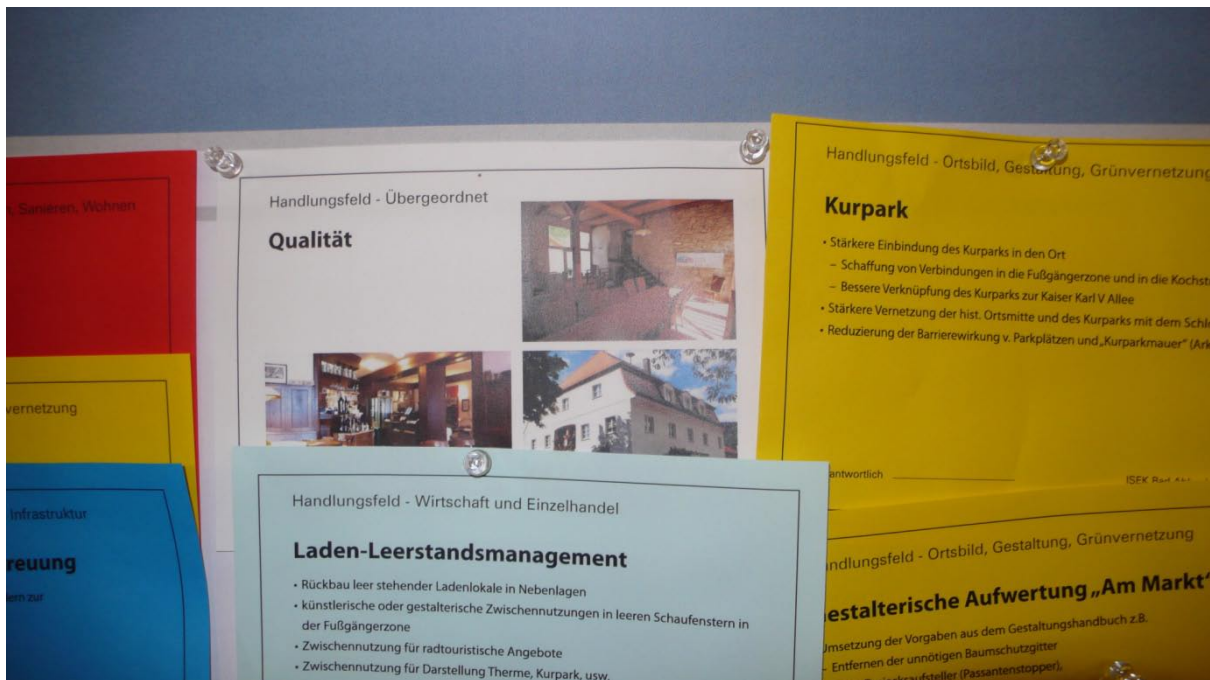 Sanieren, Wohnen
vernetzung
Infrastruktur
reuung
zur
Handlungsfeld - Übergeordnet
Qualität
Handlungsfeld - Wirtschaft und Einzelhandel
Laden-Leerstandsmanagement
• Rückbau leer stehender Ladenlokale in Nebenlagen
• künstlerische oder gestalterische Zwischennutzungen in leeren Schaufenstern in
der Fußgängerzone
• Zwischennutzung für radtouristische Angebote
• Zwischennutzung für Darstellung Therme, Kurpark, usw.
Handlungsfeld - Ortsbild, Gestaltung, Grünvernetzung
Kurpark
• Stärkere Einbindung des Kurparks in den Ort
– Schaffung von Verbindungen in die Fußgängerzone und in die Kochst
– Bessere Verknüpfung des Kurparks zur Kaiser Karl V Allee
• Stärkere Vernetzung der hist. Ortsmitte und des Kurparks mit dem Schl
• Reduzierung der Barrierewirkung v. Parkplätzen und „Kurparkmauer“ (Ark
antwortlich
ISEK Bad
ndlungsfeld - Ortsbild, Gestaltung, Grünvernetzung
estalterische Aufwertung „Am Markt“
Umsetzung der Vorgaben aus dem Gestaltungshandbuch z.B.
– Entfernen der unnötigen Baumschutzgitter
(Passantenstopper),